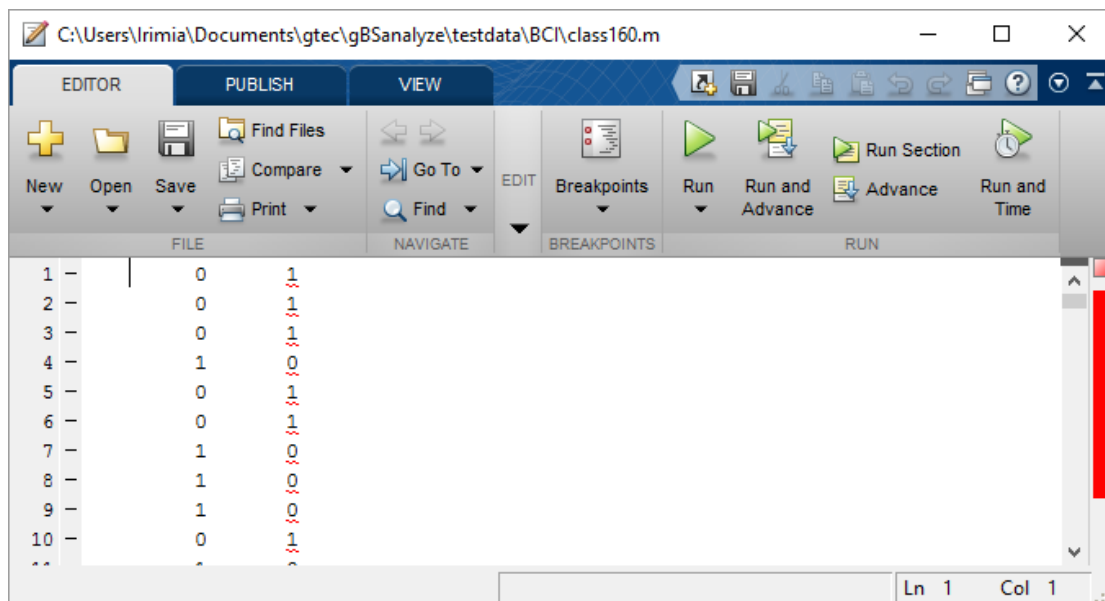 C:\Users\Irimia\Documents\gtec\gBSanalyze\testdata\BCI\class160.m
EDITOR PUBLISH VIEW
New Open Save Find Files Compare Print
FILE
Go To Find
NAVIGATE
EDIT
Breakpoints
BREAKPOINTS
Run Run and Advance Run Section Advance Run and Time
RUN
1 – 0 1
2 – 0 1
3 – 0 1
4 – 1 0
5 – 0 1
6 – 0 1
7 – 1 0
8 – 1 0
9 – 1 0
10 – 0 1
Ln 1 Col 1